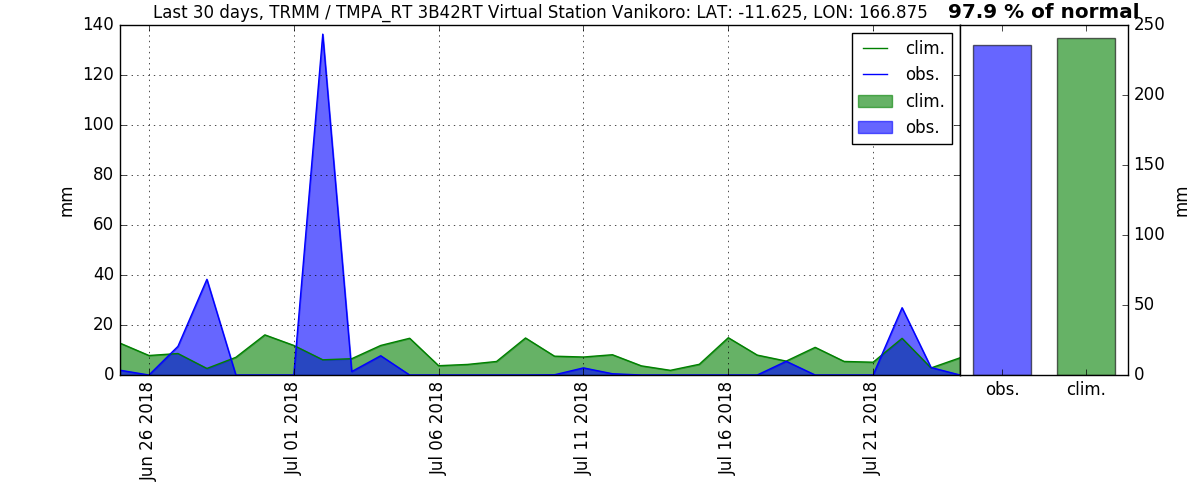 Last 30 days, TRMM / TMPA_RT 3B42RT Virtual Station Vanikoro: LAT: -11.625, LON: 166.875
97.9 % of normal
140
120
100
80
60
40
20
0
mm
clim.
obs.
clim.
obs.
Jun 26 2018
Jul 01 2018
Jul 06 2018
Jul 11 2018
Jul 16 2018
Jul 21 2018
250
200
150
100
50
0
mm
obs.
clim.